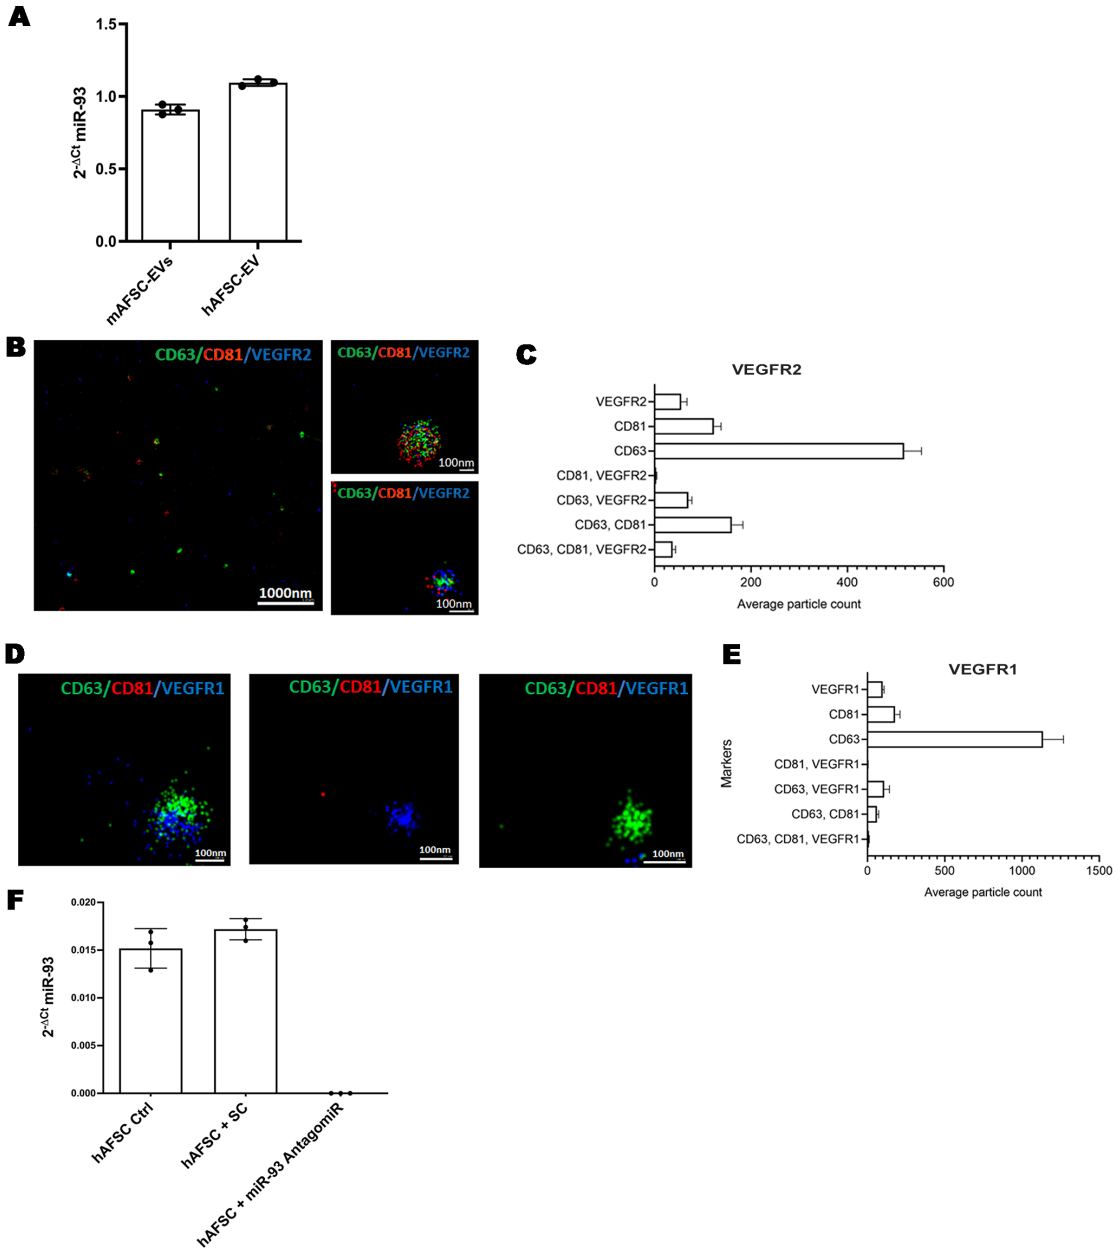 A
1.5
1.0
0.5
0.0
2-ΔCt miR-93
mAFSC-EVs
hAFSC-EV
B
CD63/CD81/VEGFR2
1000nm
CD63/CD81/VEGFR2
100nm
CD63/CD81/VEGFR2
100nm
C
VEGFR2
VEGFR2
CD81
CD63
CD81, VEGFR2
CD63, VEGFR2
CD63, CD81
CD63, CD81, VEGFR2
0 200 400 600
Average particle count
D
CD63/CD81/VEGFR1
100nm
CD63/CD81/VEGFR1
100nm
CD63/CD81/VEGFR1
100nm
E
VEGFR1
Markers
VEGFR1
CD81
CD63
CD81, VEGFR1
CD63, VEGFR1
CD63, CD81
CD63, CD81, VEGFR1
0 500 1000 1500
Average particle count
F
0.020
0.015
0.010
0.005
0.000
2-ΔCt miR-93
hAFSC Ctrl
hAFSC + SC
hAFSC + miR-93 AntagomiR